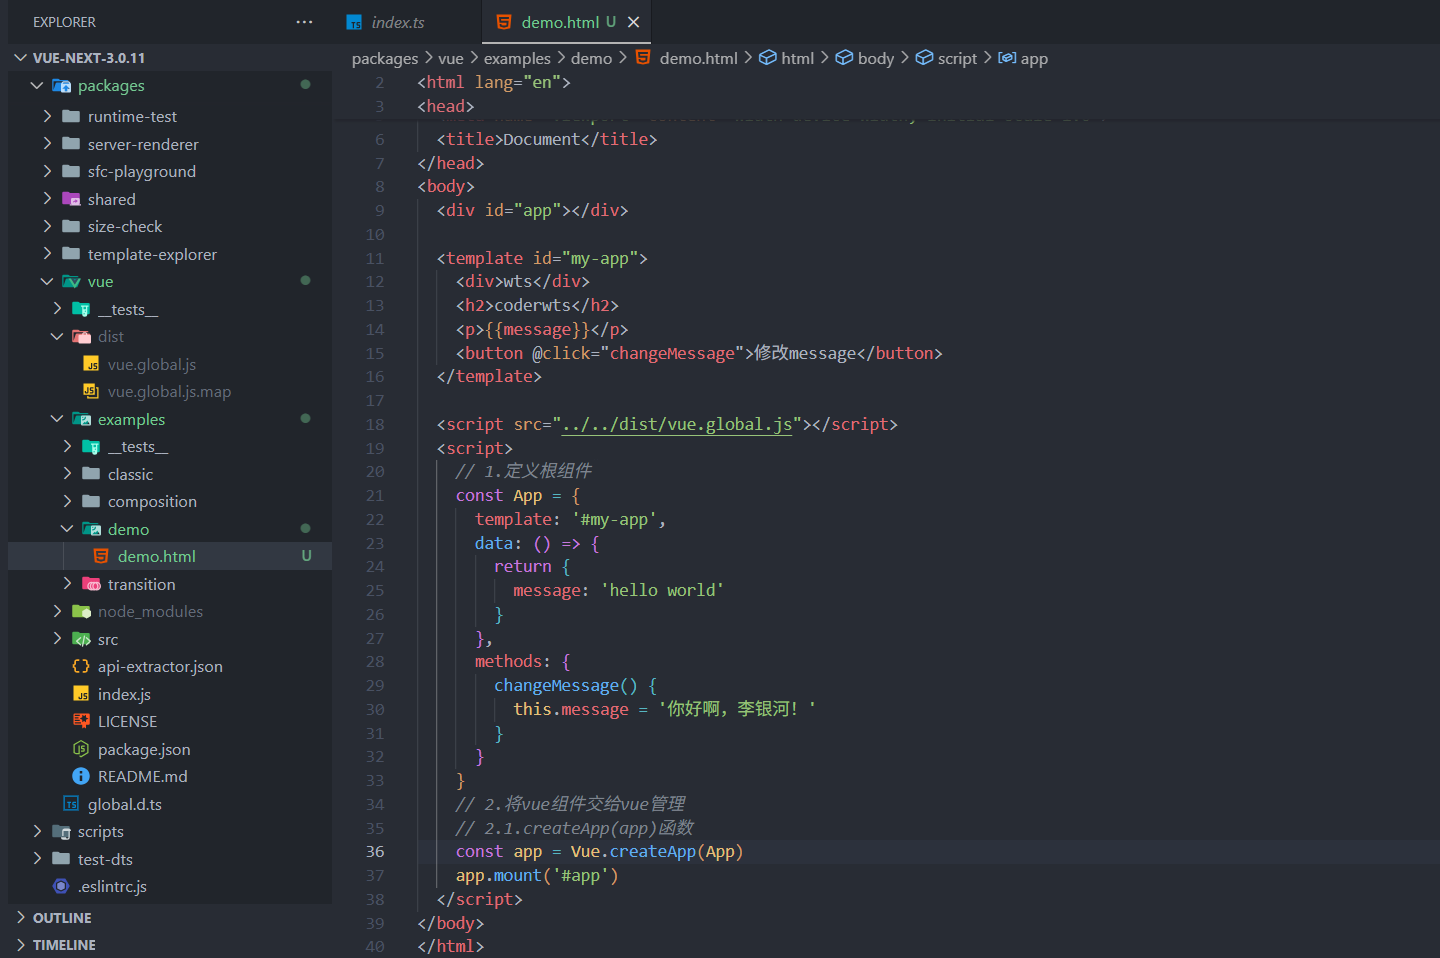 EXPLORER ···
VUE-NEXT-3.0.11
packages
runtime-test
server-renderer
sfc-playground
shared
size-check
template-explorer
vue
__tests__
dist
vue.global.js
vue.global.js.map
examples
__tests__
classic
composition
demo
demo.html U
transition
node_modules
src
api-extractor.json
index.js
LICENSE
package.json
README.md
global.d.ts
scripts
test-dts
.eslintrc.js
OUTLINE
TIMELINE
index.ts
demo.html U
packages > vue > examples > demo > demo.html > html > body > script > app
2 <html lang="en">
3 <head>
6 <title>Document</title>
7 </head>
8 <body>
9 <div id="app"></div>
10
11 <template id="my-app">
12 <div>wts</div>
13 <h2>coderwts</h2>
14 <p>{{message}}</p>
15 <button @click="changeMessage">修改message</button>
16 </template>
17
18 <script src="../../dist/vue.global.js"></script>
19 <script>
20 // 1.定义根组件
21 const App = {
22 template: '#my-app',
23 data: () => {
24 return {
25 message: 'hello world'
26 }
27 },
28 methods: {
29 changeMessage() {
30 this.message = '你好啊，李银河！'
31 }
32 }
33 }
34 // 2.将vue组件交给vue管理
35 // 2.1.createApp(app)函数
36 const app = Vue.createApp(App)
37 app.mount('#app')
38 </script>
39 </body>
40 </html>